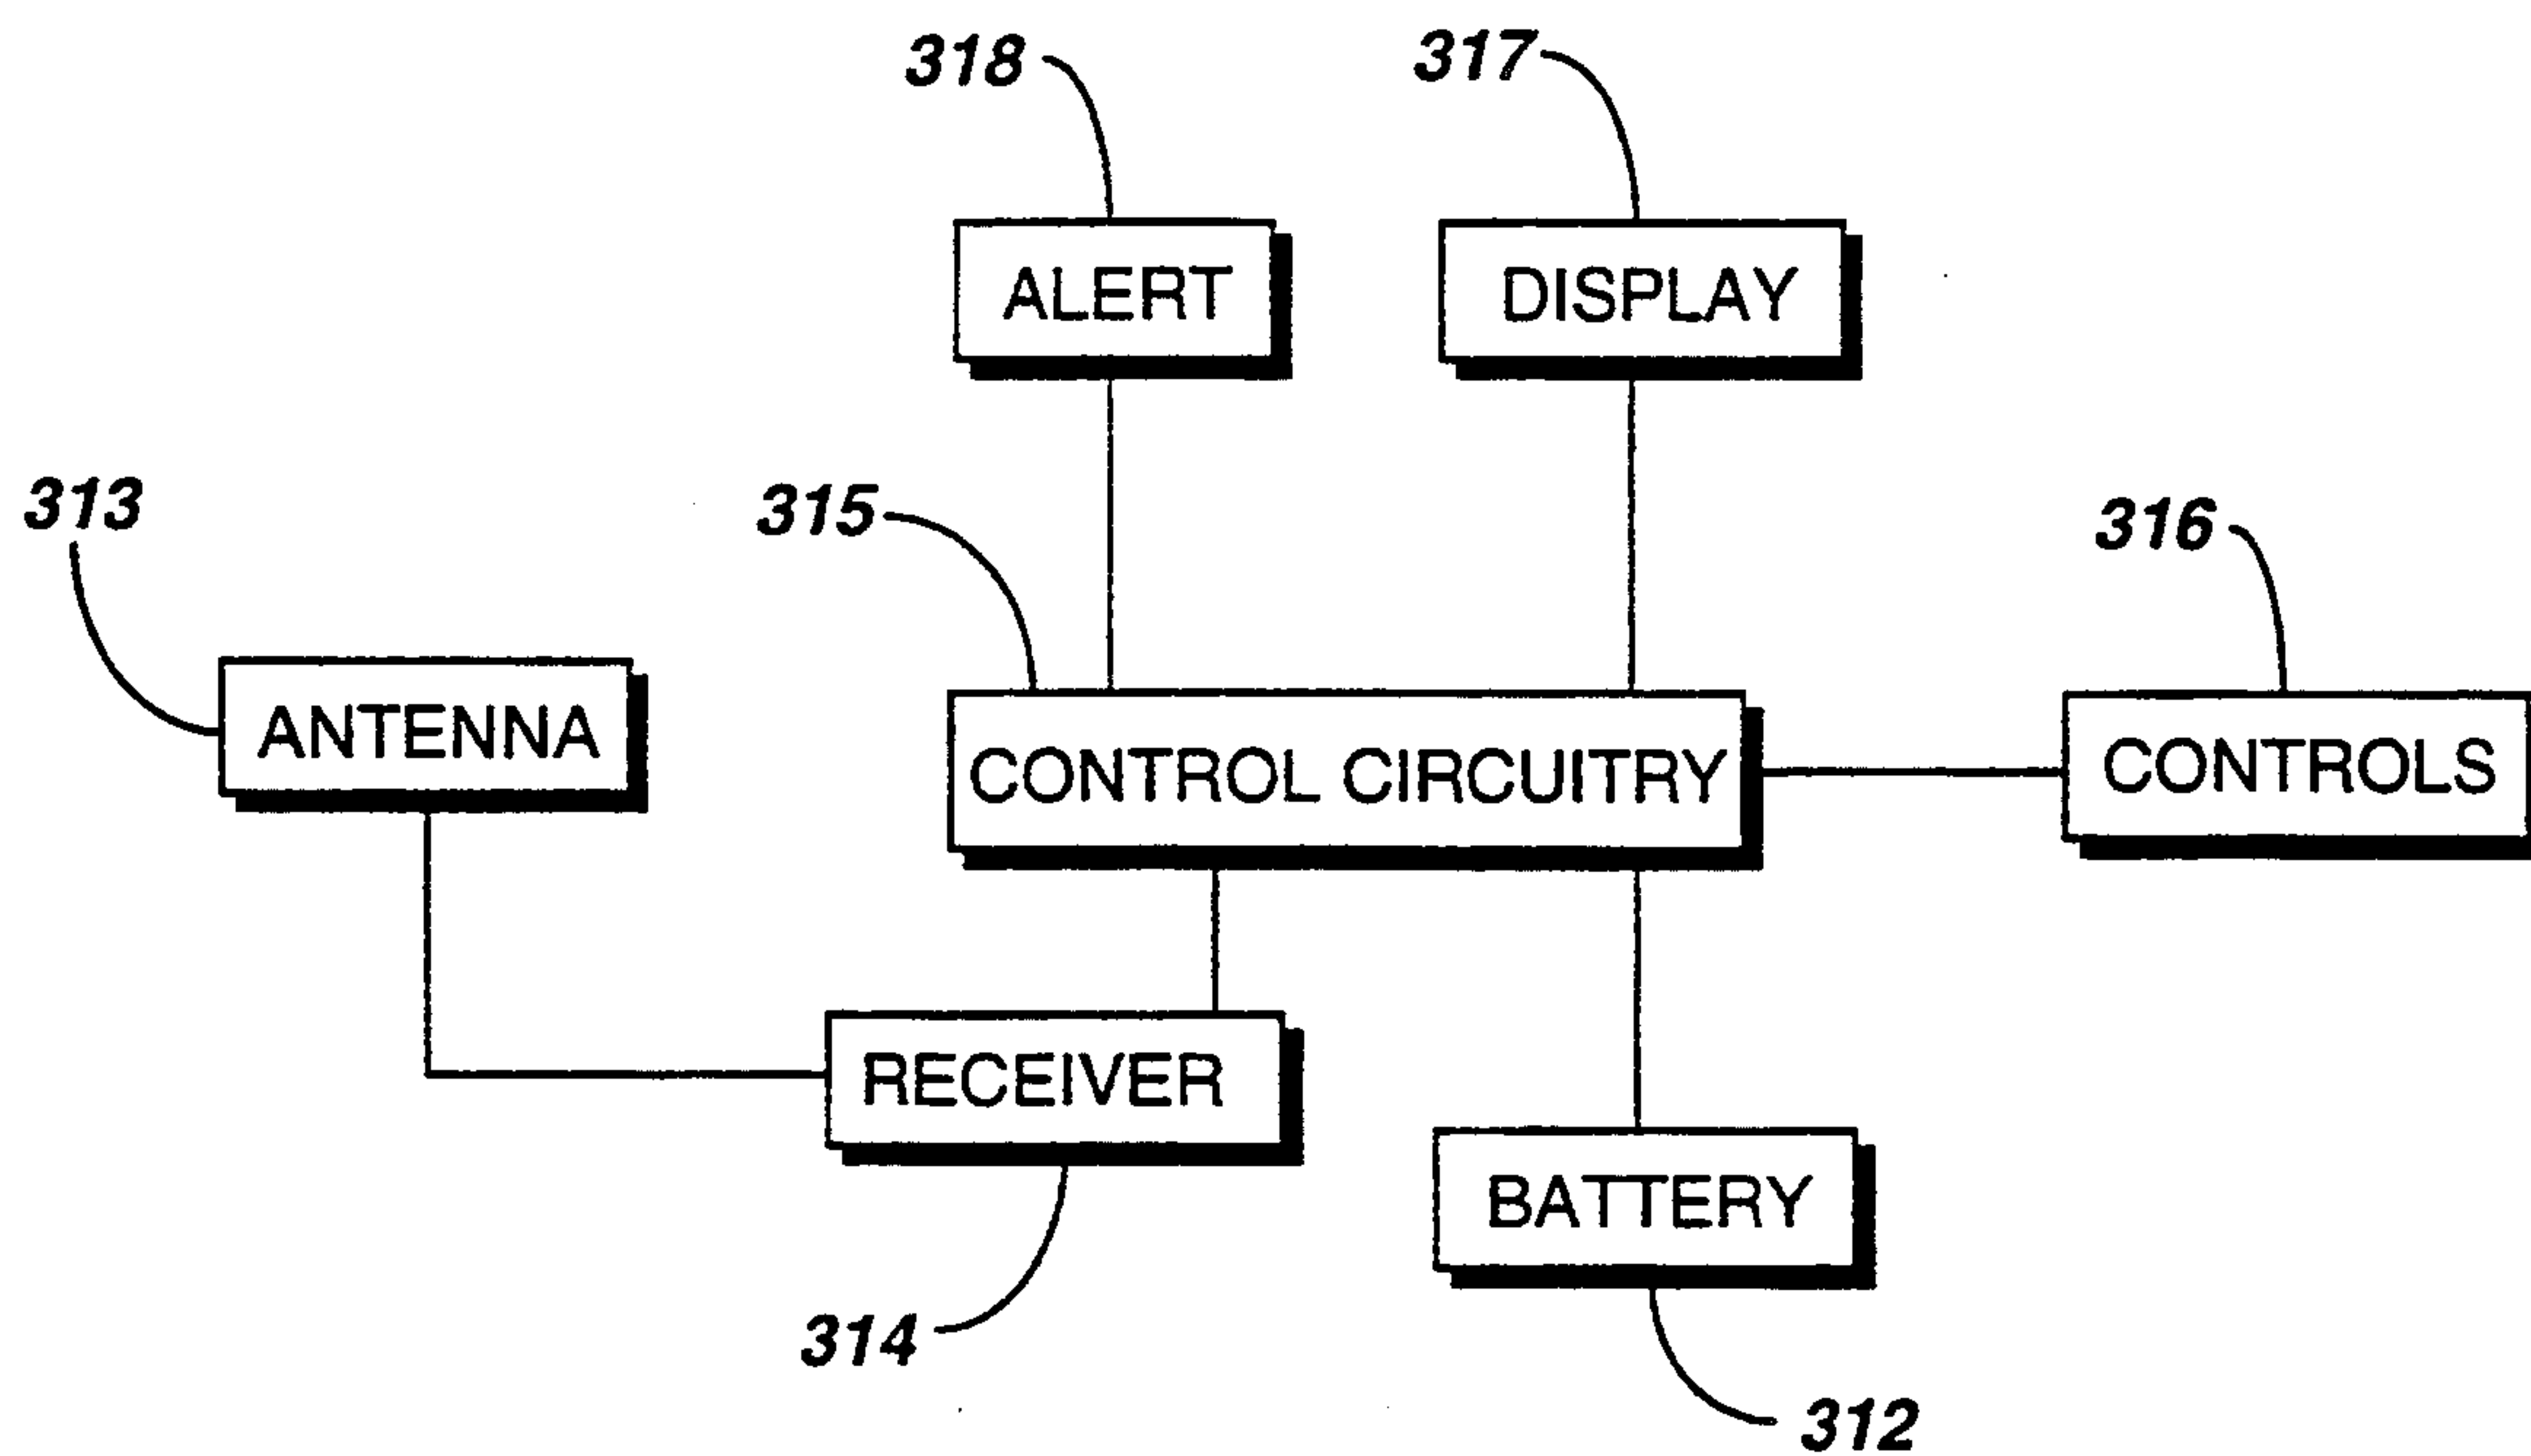 318
317
ALERT
DISPLAY
313
315
316
ANTENNA
CONTROL CIRCUITRY
CONTROLS
RECEIVER
BATTERY
314
312